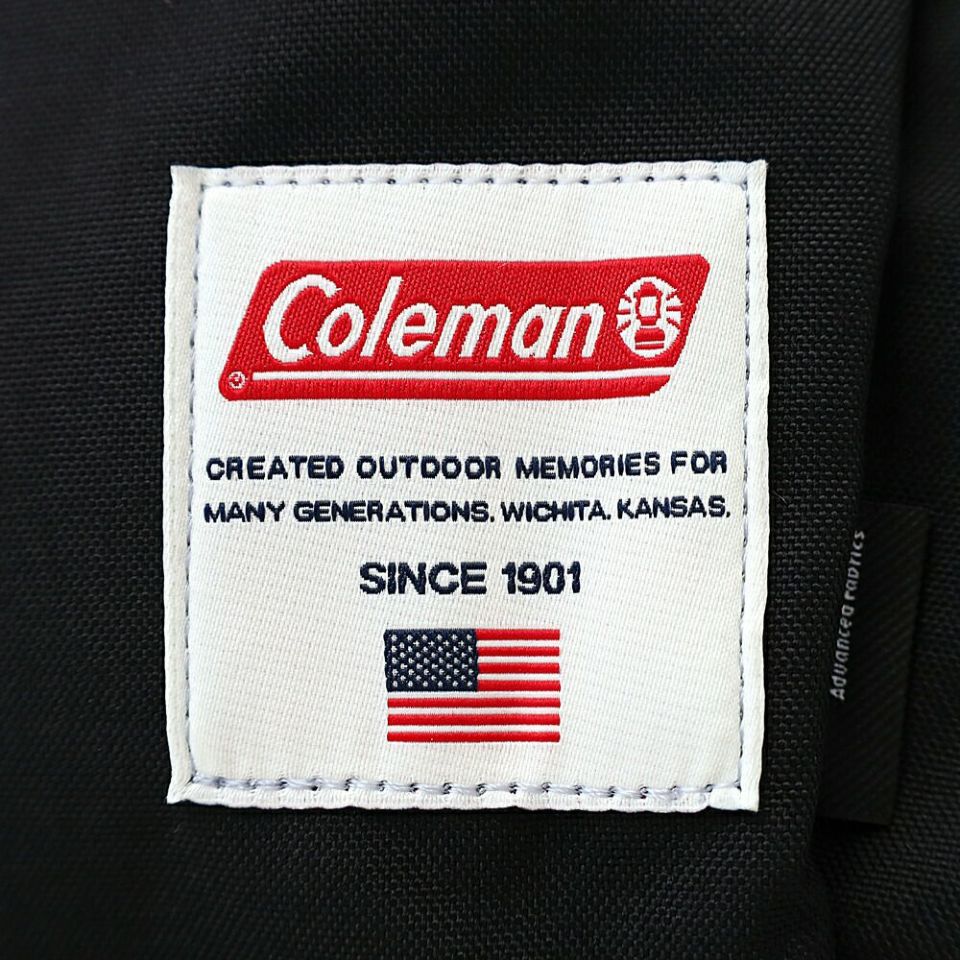 Coleman
®
CREATED OUTDOOR MEMORIES FOR
MANY GENERATIONS. WICHITA. KANSAS.
SINCE 1901
Advanced Fabrics